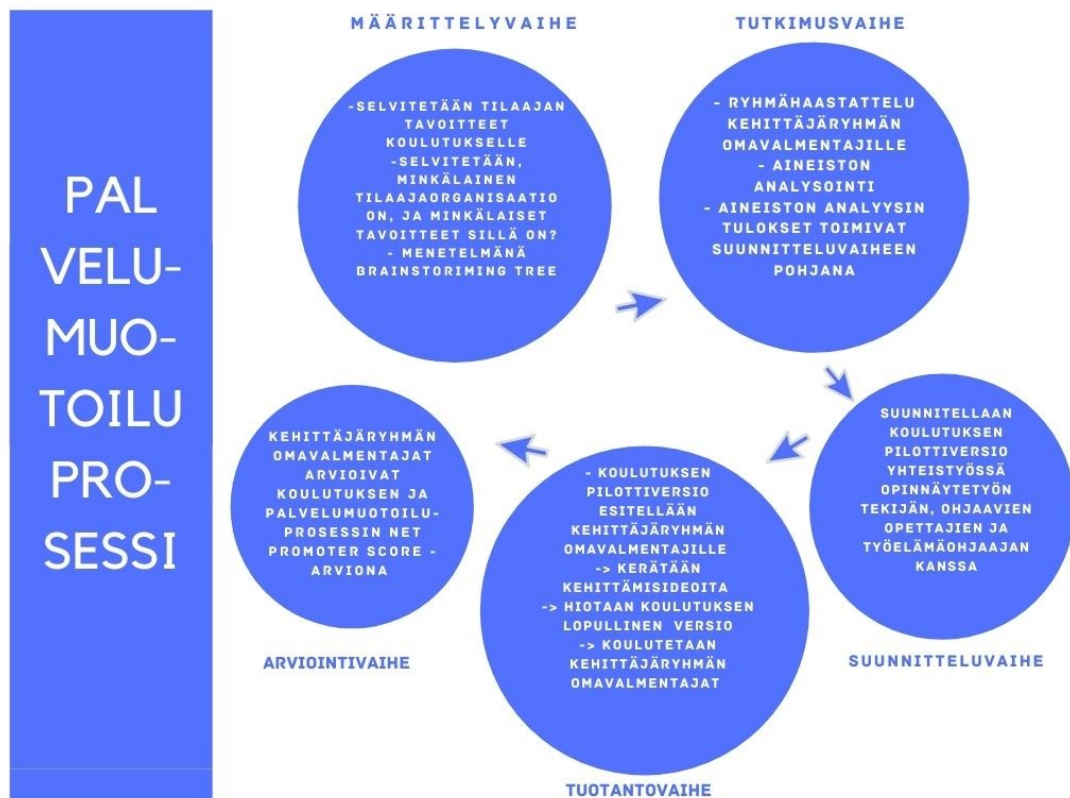 PAL
VELU-
MUO-
TOILU
PRO-
SESSI
MÄÄRITTELYVAIHE
-SELVITETÄÄN TILAAJAN
TAVOITTEET
KOULUTUKSELLE
-SELVITETÄÄN,
MINKÄLAINEN
TILAAJAORGANISAATIO
ON, JA MINKÄLAISET
TAVOITTEET SILLÄ ON?
- MENETELMÄNÄ
BRAINSTORIMING TREE
TUTKIMUSVAIHE
- RYHMÄHAASTATTELU
KEHITTÄJÄRYHMÄN
OMAVALMENTAJILLE
- AINEISTON
ANALYSOINTI
- AINEISTON ANALYYSIN
TULOKSET TOIMIVAT
SUUNNITTELUVAIHEEN
POHJANA
SUUNNITELLAAN
KOULUTUKSEN
PILOTTIVERSIO
YHTEISTYÖSSÄ
OPINNÄYTETYÖN
TEKIJÄN, OHJAAVIEN
OPETTAJIEN JA
TYÖELÄMÄOHJAAJAN
KANSSA
SUUNNITTELUVAIHE
- KOULUTUKSEN
PILOTTIVERSIO
ESITELLÄÄN
KEHITTÄJÄRYHMÄN
OMAVALMENTAJILLE
-> KERÄTÄÄN
KEHITTÄMISIDEOITA
-> HIOTAAN KOULUTUKSEN
LOPULLINEN VERSIO
-> KOULUTETAAN
KEHITTÄJÄRYHMÄN
OMAVALMENTAJAT
TUOTANTOVAIHE
KEHITTÄJÄRYHMÄN
OMAVALMENTAJAT
ARVIOIVAT
KOULUTUKSEN JA
PALVELUMUOTOILU-
PROSESSIN NET
PROMOTER SCORE -
ARVIONA
ARVIOINTIVAIHE